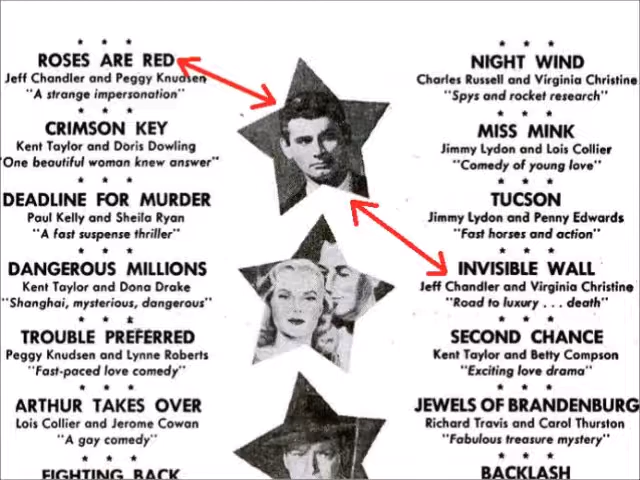 ROSES ARE RED
Jeff Chandler and Peggy Knudsen
"A strange impersonation"
CRIMSON KEY
Kent Taylor and Doris Dowling
"One beautiful woman knew answer"
DEADLINE FOR MURDER
Paul Kelly and Sheila Ryan
"A fast suspense thriller"
DANGEROUS MILLIONS
Kent Taylor and Dona Drake
"Shanghai, mysterious, dangerous"
TROUBLE PREFERRED
Peggy Knudsen and Lynne Roberts
"Fast-paced love comedy"
ARTHUR TAKES OVER
Lois Collier and Jerome Cowan
"A gay comedy"
FIGHTING BACK
NIGHT WIND
Charles Russell and Virginia Christine
"Spys and rocket research"
MISS MINK
Jimmy Lydon and Lois Collier
"Comedy of young love"
TUCSON
Jimmy Lydon and Penny Edwards
"Fast horses and action"
INVISIBLE WALL
Jeff Chandler and Virginia Christine
"Road to luxury . . . death"
SECOND CHANCE
Kent Taylor and Betty Compson
"Exciting love drama"
JEWELS OF BRANDENBURG
Richard Travis and Carol Thurston
"Fabulous treasure mystery"
BACKLASH